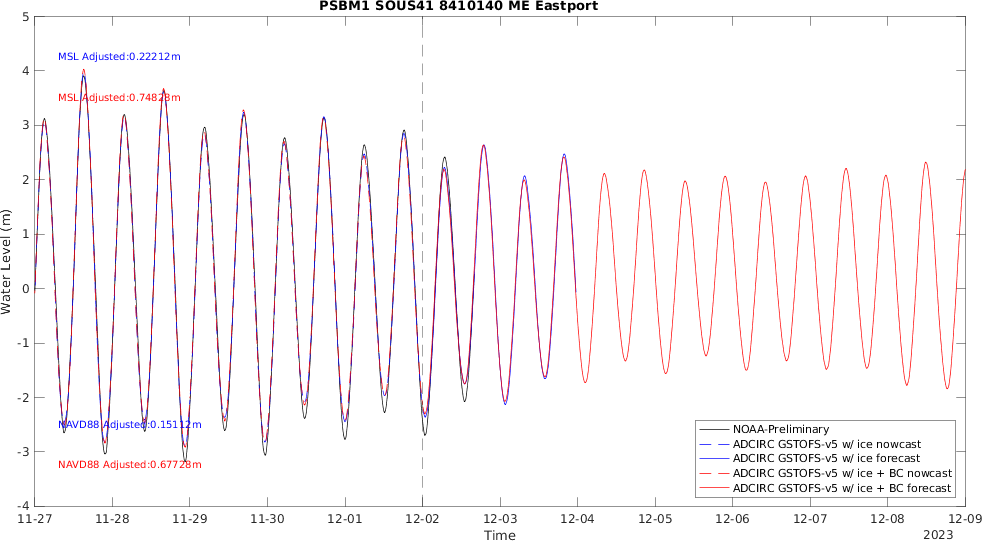 PSBM1 SOUS41 8410140 ME Eastport
5
4
3
2
1
0
-1
-2
-3
-4
Water Level (m)
MSL Adjusted:0.22212m
MSL Adjusted:0.74828m
NAVD88 Adjusted:0.15112m
NAVD88 Adjusted:0.67728m
NOAA-Preliminary
ADCIRC GSTOFS-v5 w/ ice nowcast
ADCIRC GSTOFS-v5 w/ ice forecast
ADCIRC GSTOFS-v5 w/ ice + BC nowcast
ADCIRC GSTOFS-v5 w/ ice + BC forecast
11-27 11-28 11-29 11-30 12-01 12-02 12-03 12-04 12-05 12-06 12-07 12-08 12-09
Time
2023